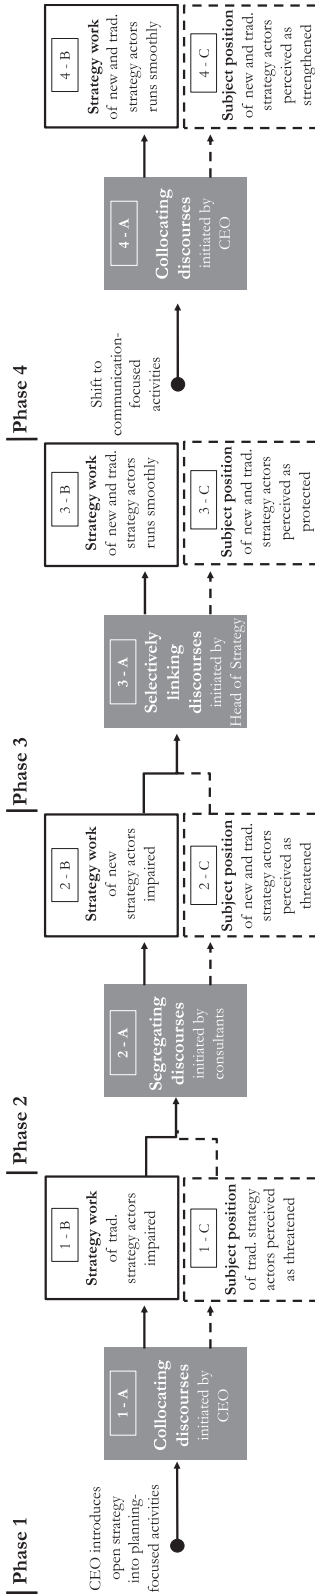 Phase 1
CEO introduces
open strategy
into planning-
focused activities
1 - A
Collocating
discourses
initiated by
CEO
1 - B
Strategy work
of trad.
strategy actors
impaired
1 - C
Subject position
of trad. strategy
actors perceived
as threatened
Phase 2
2 - A
Segregating
discourses
initiated by
consultants
2 - B
Strategy work
of new
strategy actors
impaired
2 - C
Subject position
of new and trad.
strategy actors
perceived as
threatened
Phase 3
3 - A
Selectively
linking
discourses
initiated by
Head of Strategy
3 - B
Strategy work
of new and trad.
strategy actors
runs smoothly
3 - C
Subject position
of new and trad.
strategy actors
perceived as
protected
Phase 4
Shift to
communication-
focused
activities
4 - A
Collocating
discourses
initiated by
CEO
4 - B
Strategy work
of new and trad.
strategy actors
runs smoothly
4 - C
Subject position
of new and trad.
strategy actors
perceived as
strengthened